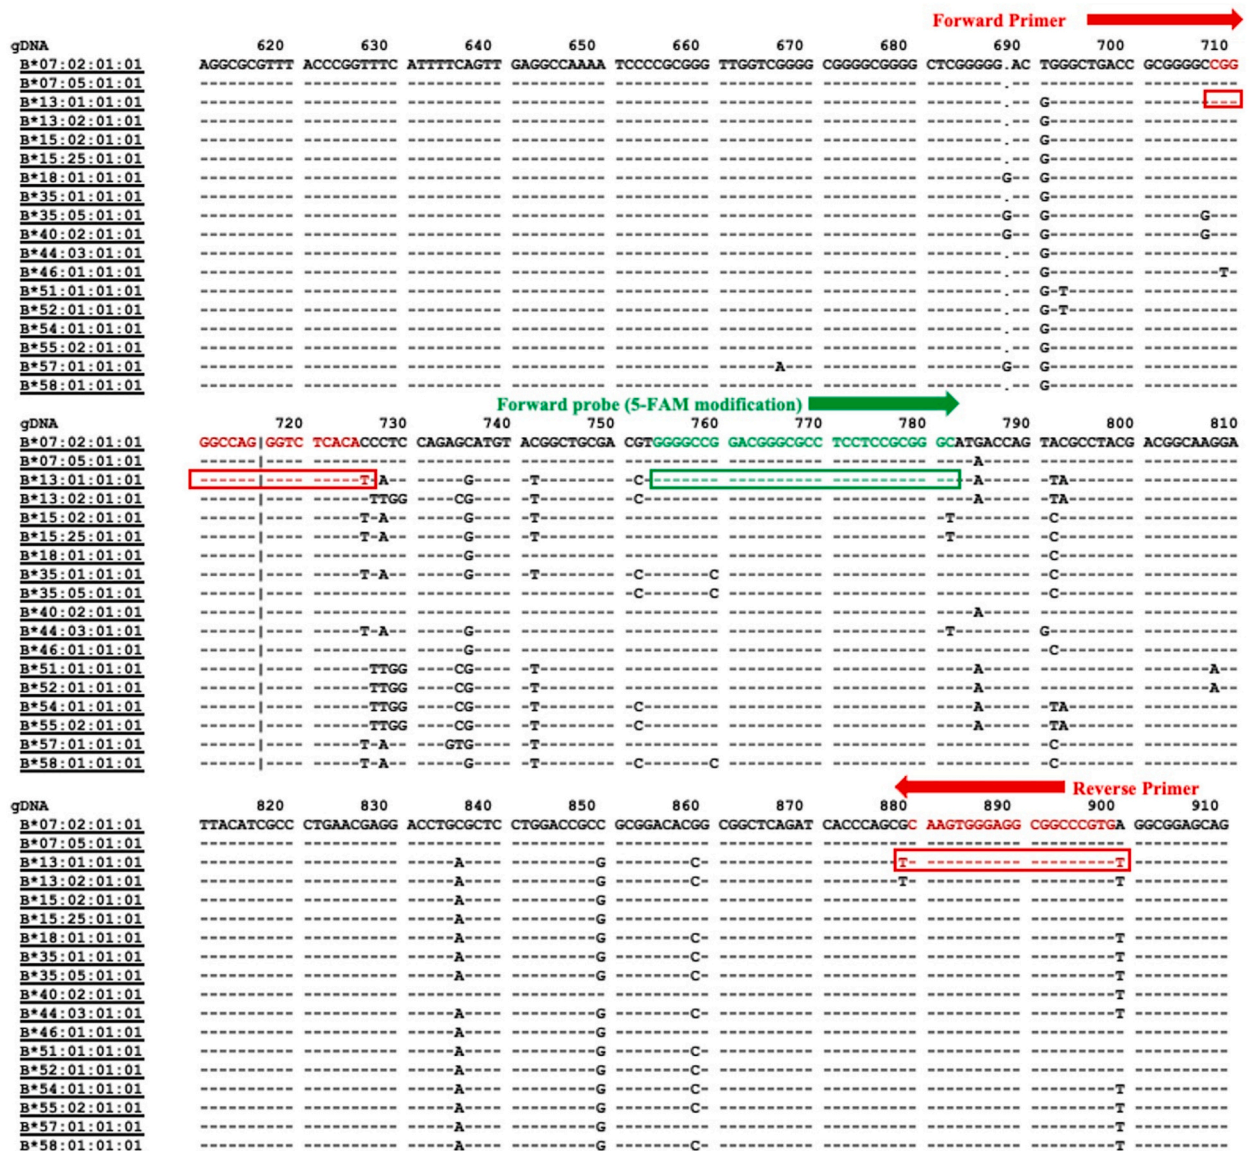 Forward Primer
gDNA 620 630 640 650 660 670 680 690 700 710
B*07:02:01:01 AGGCGCGTTT ACCCGGTTTC ATTTTCAGTT GAGGCCAAAA TCCCCGCGGG TTGGTCGGGG CGGGGCGGGG CTCGGGGG.AC TGGGCTGACC GCGGGGCCGG
B*07:05:01:01 ---------- ---------- ---------- ---------- ---------- ---------- ---------- --------.-- ---------- ----------
B*13:01:01:01 ---------- ---------- ---------- ---------- ---------- ---------- ---------- --------.-- G--------- ----------
B*13:02:01:01 ---------- ---------- ---------- ---------- ---------- ---------- ---------- --------.-- G--------- ----------
B*15:02:01:01 ---------- ---------- ---------- ---------- ---------- ---------- ---------- --------.-- G--------- ----------
B*15:25:01:01 ---------- ---------- ---------- ---------- ---------- ---------- ---------- --------.-- G--------- ----------
B*18:01:01:01 ---------- ---------- ---------- ---------- ---------- ---------- ---------- --------G-- G--------- ----------
B*35:01:01:01 ---------- ---------- ---------- ---------- ---------- ---------- ---------- --------.-- G--------- ----------
B*35:05:01:01 ---------- ---------- ---------- ---------- ---------- ---------- ---------- --------G-- G--------- ------G---
B*40:02:01:01 ---------- ---------- ---------- ---------- ---------- ---------- ---------- --------G-- G--------- ------G---
B*44:03:01:01 ---------- ---------- ---------- ---------- ---------- ---------- ---------- --------.-- G--------- ----------
B*46:01:01:01 ---------- ---------- ---------- ---------- ---------- ---------- ---------- --------.-- G--------- --------T-
B*51:01:01:01 ---------- ---------- ---------- ---------- ---------- ---------- ---------- --------.-- G-T------- ----------
B*52:01:01:01 ---------- ---------- ---------- ---------- ---------- ---------- ---------- --------.-- G-T------- ----------
B*54:01:01:01 ---------- ---------- ---------- ---------- ---------- ---------- ---------- --------.-- G--------- ----------
B*55:02:01:01 ---------- ---------- ---------- ---------- ---------- ---------- ---------- --------.-- G--------- ----------
B*57:01:01:01 ---------- ---------- ---------- ---------- ---------- ------A--- ---------- --------G-- G--------- ----------
B*58:01:01:01 ---------- ---------- ---------- ---------- ---------- ---------- ---------- --------.-- G--------- ----------
Forward probe (5-FAM modification)
gDNA 720 730 740 750 760 770 780 790 800 810
B*07:02:01:01 GGCCAG|GGTC TCACACCCTC CAGAGCATGT ACGGCTGCGA CGTGGGGCCG GACGGGCGCC TCCTCCGCGG GCATGACCAG TACGCCTACG ACGGCAAGGA
B*07:05:01:01 ------|---- ---------- ---------- ---------- ---------- ---------- ---------- ----A----- ---------- ----------
B*13:01:01:01 ------|---- -----T-A-- -----G---- -T-------- -C-------- ---------- ---------- ----A----- -TA------- ----------
B*13:02:01:01 ------|---- ------TTGG ----CG---- -T-------- -C-------- ---------- ---------- ----A----- -TA------- ----------
B*15:02:01:01 ------|---- -----T-A-- -----G---- -T-------- ---------- ---------- ---------- -T-------- -C-------- ----------
B*15:25:01:01 ------|---- -----T-A-- -----G---- -T-------- ---------- ---------- ---------- -T-------- -C-------- ----------
B*18:01:01:01 ------|---- ---------- -----G---- ---------- ---------- ---------- ---------- ---------- -C-------- ----------
B*35:01:01:01 ------|---- -----T-A-- -----G---- -T-------- -C-------C ---------- ---------- ---------- -C-------- ----------
B*35:05:01:01 ------|---- ---------- ---------- ---------- -C-------C ---------- ---------- ---------- -C-------- ----------
B*40:02:01:01 ------|---- ---------- ---------- ---------- ---------- ---------- ---------- ----A----- ---------- ----------
B*44:03:01:01 ------|---- -----T-A-- -----G---- ---------- ---------- ---------- ---------- -T-------- G--------- ----------
B*46:01:01:01 ------|---- ---------- -----G---- ---------- ---------- ---------- ---------- ---------- -C-------- ----------
B*51:01:01:01 ------|---- ------TTGG ----CG---- -T-------- ---------- ---------- ---------- ----A----- ---------- -------A--
B*52:01:01:01 ------|---- ------TTGG ----CG---- -T-------- ---------- ---------- ---------- ----A----- ---------- -------A--
B*54:01:01:01 ------|---- ------TTGG ----CG---- -T-------- -C-------- ---------- ---------- ----A----- -TA------- ----------
B*55:02:01:01 ------|---- ------TTGG ----CG---- -T-------- -C-------- ---------- ---------- ----A----- -TA------- ----------
B*57:01:01:01 ------|---- -----T-A-- ---GTG---- -T-------- ---------- ---------- ---------- ---------- -C-------- ----------
B*58:01:01:01 ------|---- -----T-A-- -----G---- -T-------- -C-------C ---------- ---------- ---------- -C-------- ----------
Reverse Primer
gDNA 820 830 840 850 860 870 880 890 900 910
B*07:02:01:01 TTACATCGCC CTGAACGAGG ACCTGCGCTC CTGGACCGCC GCGGACACGG CGGCTCAGAT CACCCAGCGC AAGTGGGAGG CGGCCCGTGA GGCGGAGCAG
B*07:05:01:01 ---------- ---------- ---------- ---------- ---------- ---------- ---------- ---------- ---------- ----------
B*13:01:01:01 ---------- ---------- -----A---- ---------G --------C- ---------- ---------T ---------- ---------T ----------
B*13:02:01:01 ---------- ---------- -----A---- ---------G --------C- ---------- ---------T ---------- ---------T ----------
B*15:02:01:01 ---------- ---------- -----A---- ---------G ---------- ---------- ---------- ---------- ---------- ----------
B*15:25:01:01 ---------- ---------- -----A---- ---------G ---------- ---------- ---------- ---------- ---------- ----------
B*18:01:01:01 ---------- ---------- -----A---- ---------G --------C- ---------- ---------- ---------- ---------T ----------
B*35:01:01:01 ---------- ---------- -----A---- ---------G --------C- ---------- ---------- ---------- ---------T ----------
B*35:05:01:01 ---------- ---------- -----A---- ---------G --------C- ---------- ---------- ---------- ---------T ----------
B*40:02:01:01 ---------- ---------- ---------- ---------- ---------- ---------- ---------- ---------- ---------T ----------
B*44:03:01:01 ---------- ---------- -----A---- ---------G --------C- ---------- ---------- ---------- ---------T ----------
B*46:01:01:01 ---------- ---------- -----A---- ---------G ---------- ---------- ---------- ---------- ---------- ----------
B*51:01:01:01 ---------- ---------- -----A---- ---------G --------C- ---------- ---------- ---------- ---------- ----------
B*52:01:01:01 ---------- ---------- -----A---- ---------G --------C- ---------- ---------- ---------- ---------- ----------
B*54:01:01:01 ---------- ---------- -----A---- ---------G --------C- ---------- ---------- ---------- ---------T ----------
B*55:02:01:01 ---------- ---------- -----A---- ---------G --------C- ---------- ---------- ---------- ---------T ----------
B*57:01:01:01 ---------- ---------- -----A---- ---------G ---------- ---------- ---------- ---------- ---------T ----------
B*58:01:01:01 ---------- ---------- -----A---- ---------G --------C- ---------- ---------- ---------- ---------T ----------